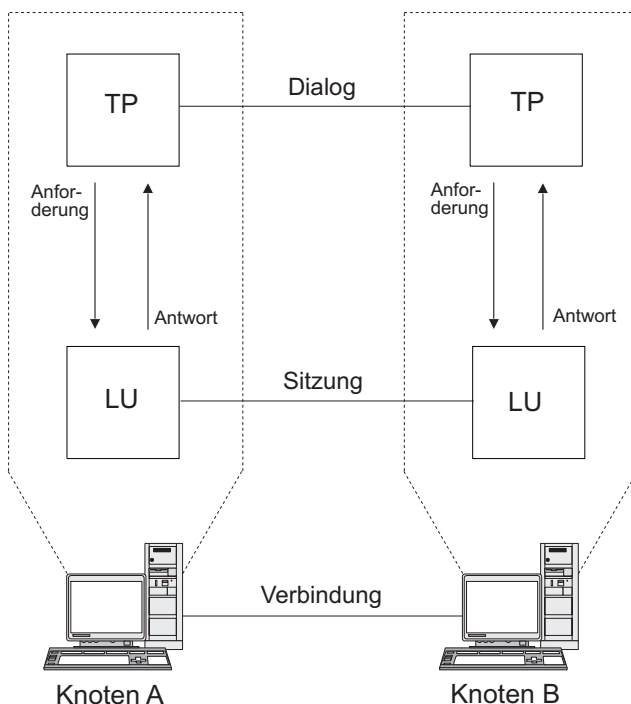 TP
Dialog
TP
Anfor-
derung
Antwort
Anfor-
derung
Antwort
LU
Sitzung
LU
Verbindung
Knoten A
Knoten B